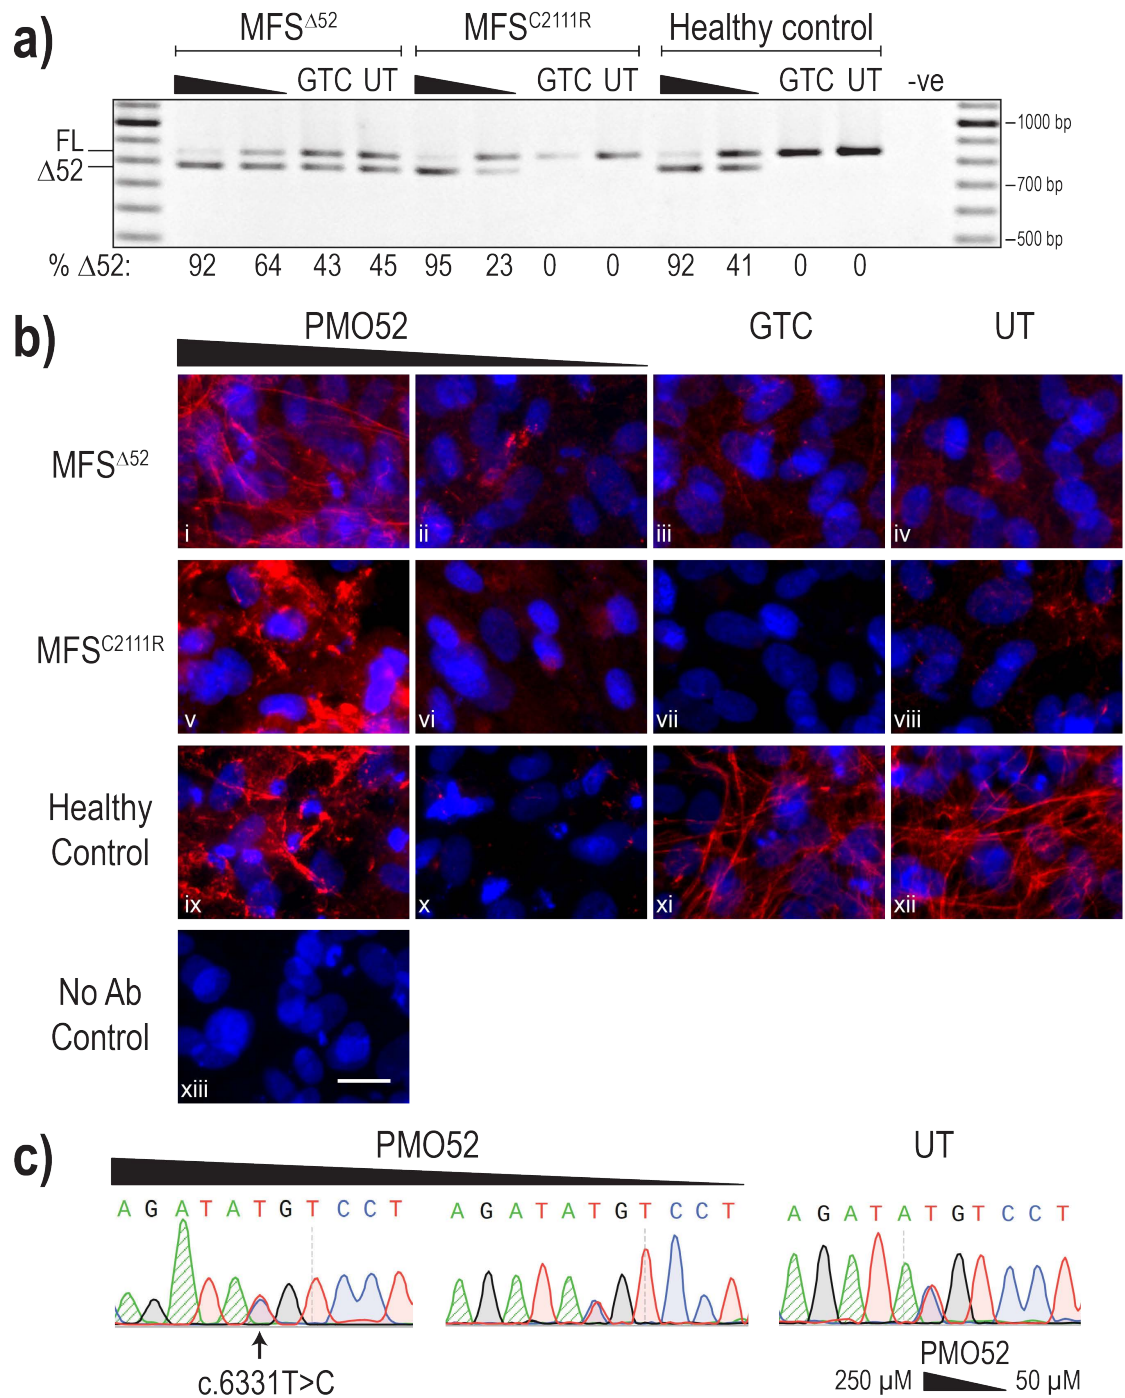 a)
MFSΔ52 MFSC2111R Healthy control
GTC UT GTC UT GTC UT -ve
FL
Δ52
1000 bp
700 bp
500 bp
% Δ52: 92 64 43 45 95 23 0 0 92 41 0 0
b)
PMO52 GTC UT
MFSΔ52
i ii iii iv
MFSC2111R
v vi vii viii
Healthy
Control
ix x xi xii
No Ab
Control
xiii
c)
PMO52 UT
A G A T A T G T C C T A G A T A T G T C C T A G A T A T G T C C T
c.6331T>C
PMO52
250 µM 50 µM